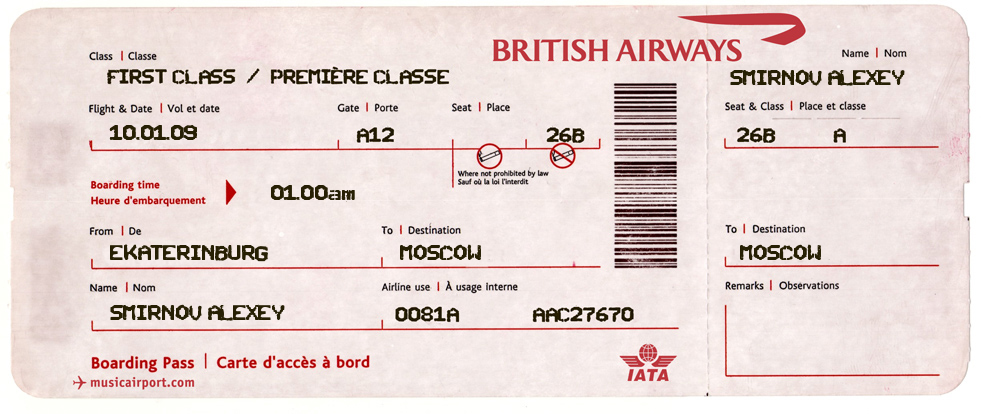 BRITISH AIRWAYS
Class | Classe
FIRST CLASS / PREMIÈRE CLASSE
Flight & Date | Vol et date
Gate | Porte
Seat | Place
10.01.09
A12
26B
Where not prohibited by law
Sauf où la loi l'interdit
Boarding time
Heure d'embarquement
01.00am
From | De
To | Destination
EKATERINBURG
MOSCOW
Name | Nom
Airline use | À usage interne
SMIRNOV ALEXEY
0081A
AAC27670
Boarding Pass | Carte d'accès à bord
musicairport.com
IATA
Name | Nom
SMIRNOV ALEXEY
Seat & Class | Place et classe
26B
A
To | Destination
MOSCOW
Remarks | Observations